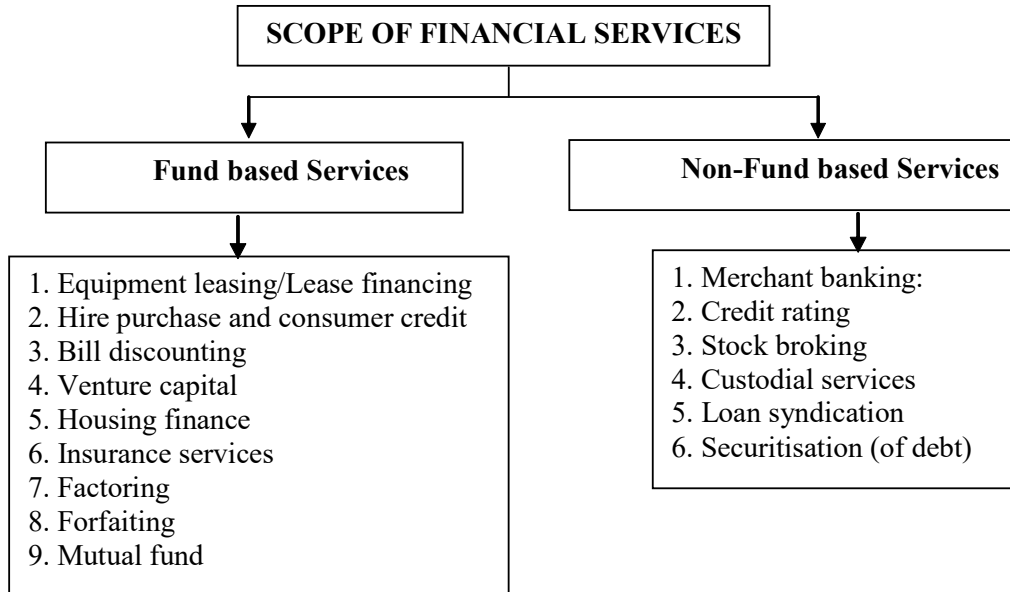 SCOPE OF FINANCIAL SERVICES
Fund based Services
Non-Fund based Services
1. Equipment leasing/Lease financing
2. Hire purchase and consumer credit
3. Bill discounting
4. Venture capital
5. Housing finance
6. Insurance services
7. Factoring
8. Forfaiting
9. Mutual fund
1. Merchant banking:
2. Credit rating
3. Stock broking
4. Custodial services
5. Loan syndication
6. Securitisation (of debt)